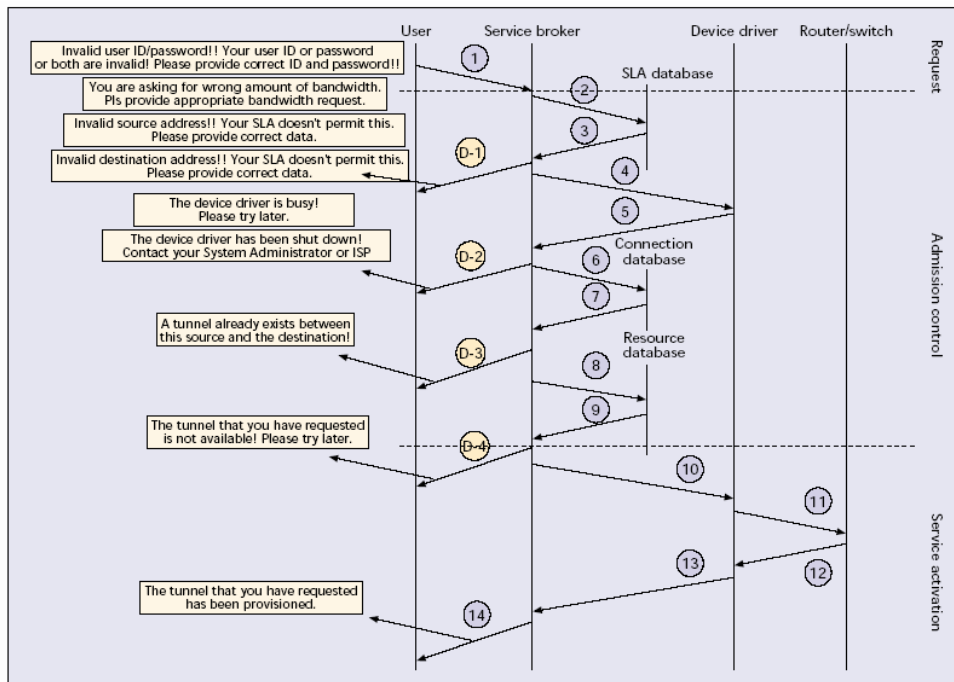 User
Service broker
Device driver
Router/switch
Request
Invalid user ID/password!! Your user ID or password
or both are invalid! Please provide correct ID and password!!
1
You are asking for wrong amount of bandwidth.
Pls provide appropriate bandwidth request.
2
SLA database
Invalid source address!! Your SLA doesn't permit this.
Please provide correct data.
3
D-1
Invalid destination address!! Your SLA doesn't permit this.
Please provide correct data.
4
The device driver is busy!
Please try later.
5
The device driver has been shut down!
Contact your System Administrator or ISP
D-2
6
Connection
database
Admission control
7
A tunnel already exists between
this source and the destination!
D-3
8
Resource
database
9
The tunnel that you have requested
is not available! Please try later.
D-4
10
11
12
13
Service activation
The tunnel that you have requested
has been provisioned.
14